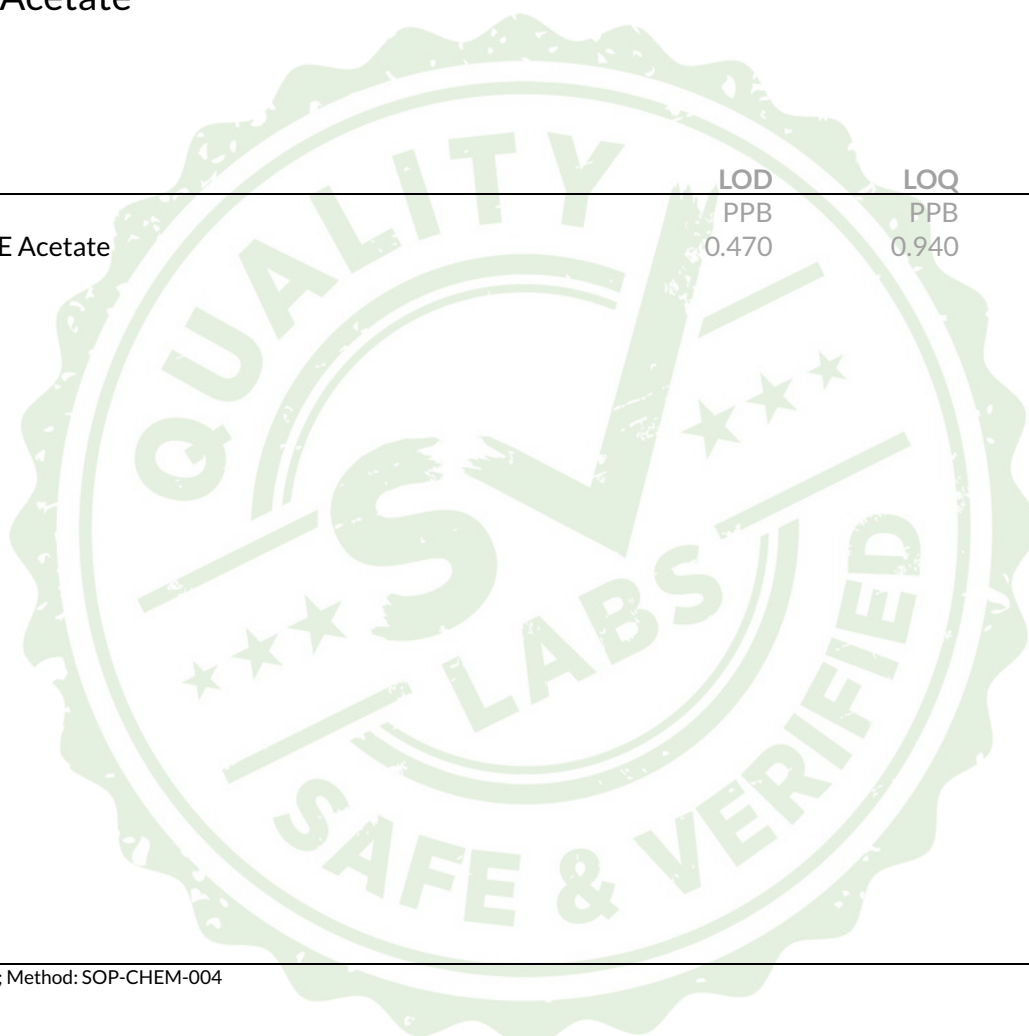 Acetate
LOD LOQ
PPB PPB
E Acetate 0.470 0.940
QUALITY
SV
LABS
SAFE & VERIFIED
; Method: SOP-CHEM-004